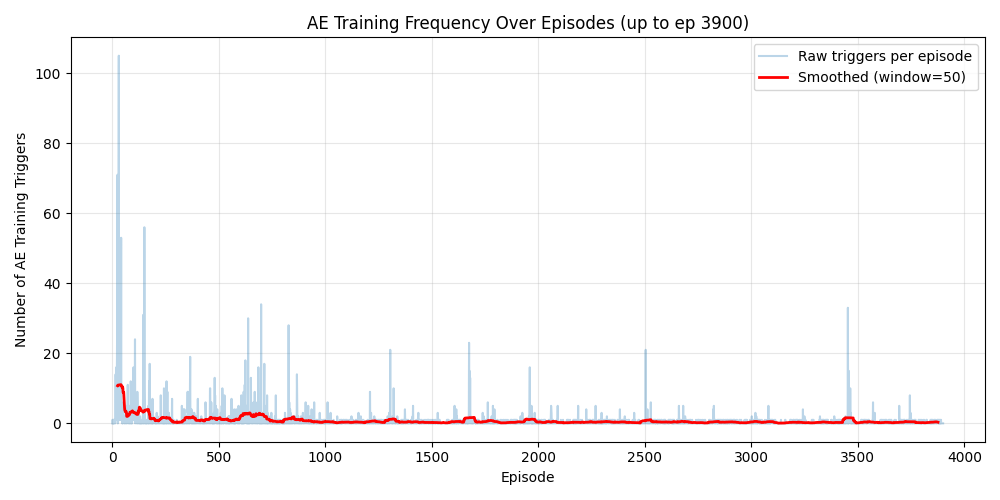 AE Training Frequency Over Episodes (up to ep 3900)
Raw triggers per episode
Smoothed (window=50)
Number of AE Training Triggers
100
80
60
40
20
0
0 500 1000 1500 2000 2500 3000 3500 4000
Episode